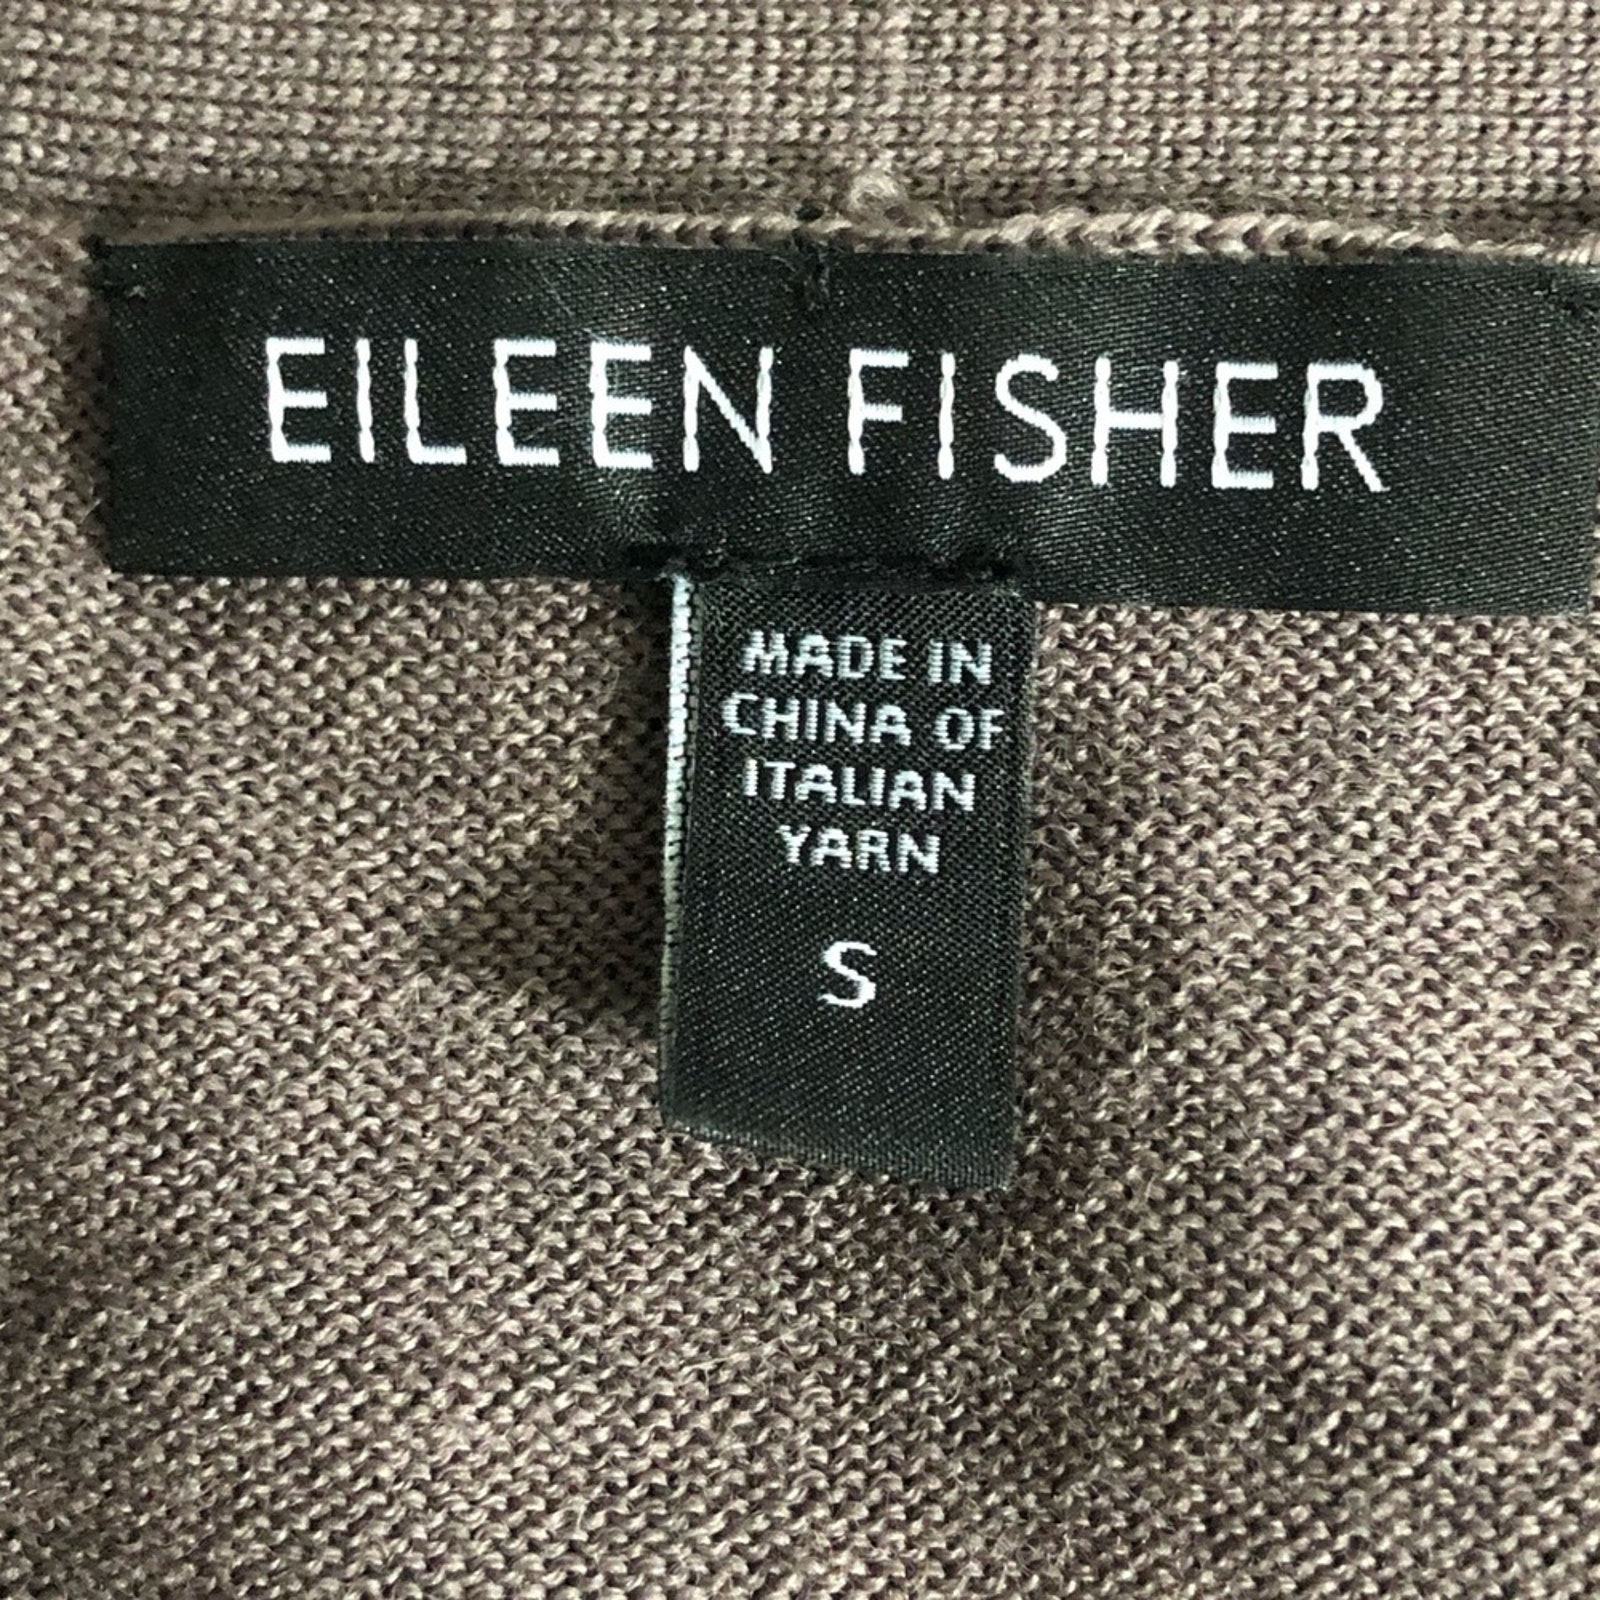 EILEEN FISHER
MADE IN
CHINA OF
ITALIAN
YARN
S